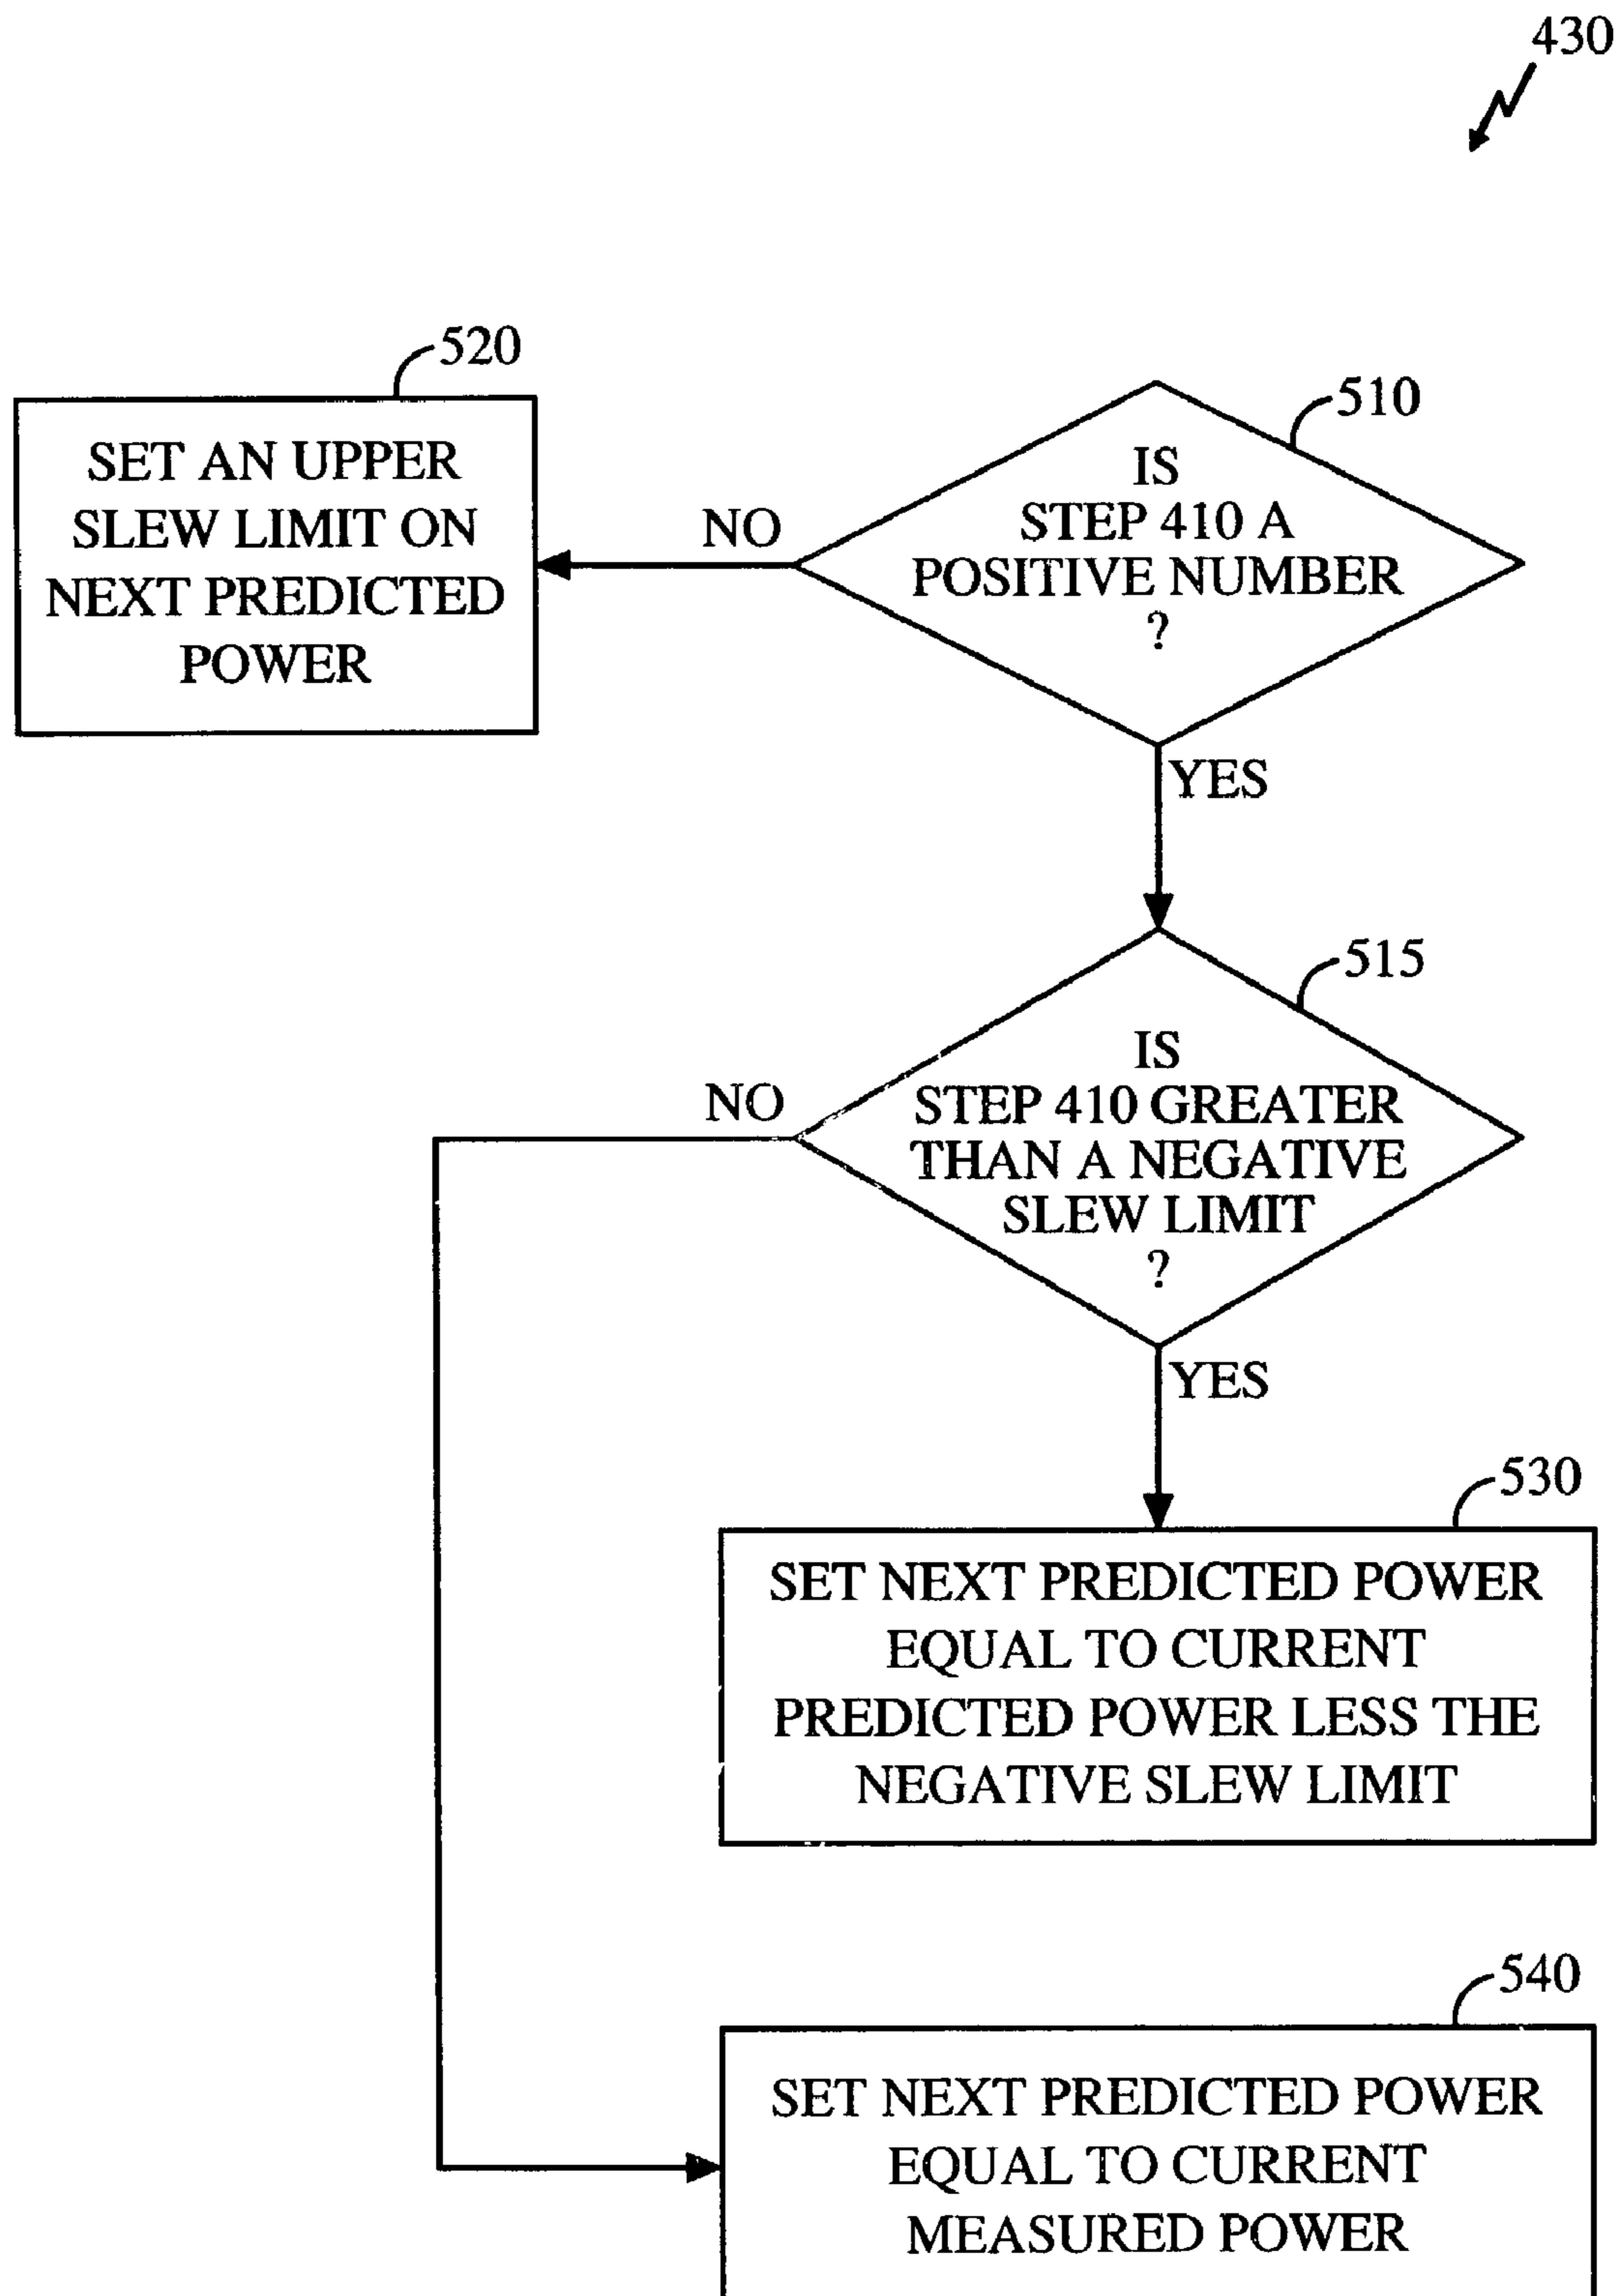 430
520
SET AN UPPER
SLEW LIMIT ON
NEXT PREDICTED
POWER
NO
510
IS
STEP 410 A
POSITIVE NUMBER
?
YES
515
NO
IS
STEP 410 GREATER
THAN A NEGATIVE
SLEW LIMIT
?
YES
530
SET NEXT PREDICTED POWER
EQUAL TO CURRENT
PREDICTED POWER LESS THE
NEGATIVE SLEW LIMIT
540
SET NEXT PREDICTED POWER
EQUAL TO CURRENT
MEASURED POWER